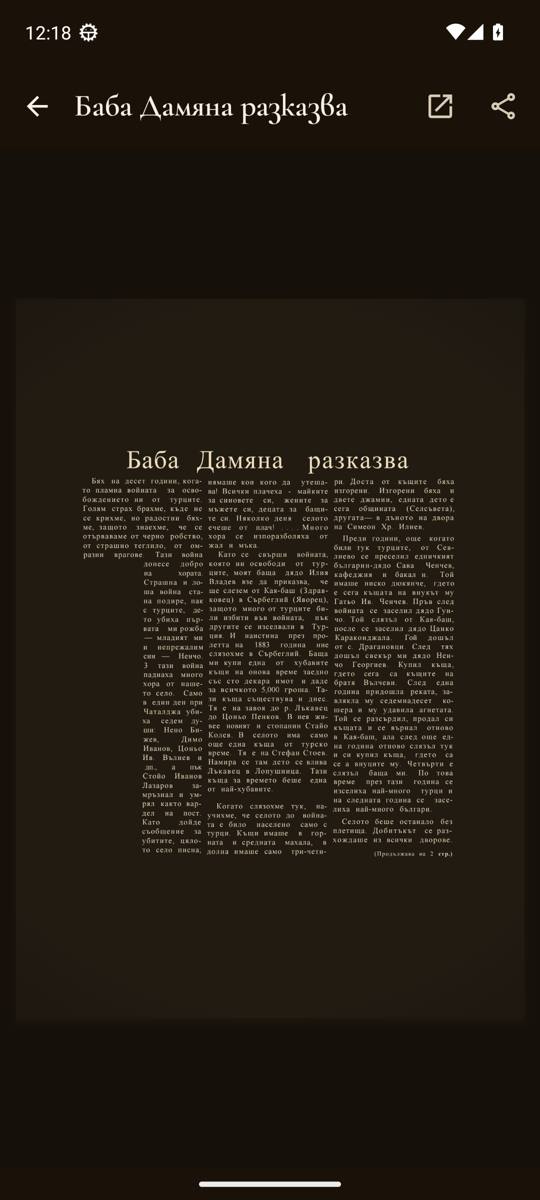 12:18
Баба Дамяна разказва
Баба Дамяна разказва
Бях на десет години, кога-
то пламна войната за осво-
бождението ни от турците.
Голям страх брахме, къде не
се крихме, но радостни бях-
ме, защото знаехме, че се
отърваваме от черно робство,
от страшно теглило, от ом-
разни врагове Тази война
донесе добро
на хората.
Страшна и ло-
ша война ста-
на подире, пак
с турците, де-
то убиха пър-
вата ми рожба
— младият ми
и непрежалим
син — Ненчо.
З тази война
паднаха много
хора от наше-
то село. Само
в един ден при
Чаталджа уби-
ха седем ду-
ши: Нено Би-
жев, Димо
Иванов, Цоньо
Ив. Вълнев и
др., а пък
Стойо Иванов
Лазаров за-
мръзнал и ум-
рял както вар-
дел на пост.
Като дойде
съобщение за
убитите, цяло-
то село писна,
нямаше кои кого да утеша-
ва! Всички плачеха - майките
за синовете си, жените за
мъжете си, децата за бащи-
те си. Няколко деня селото
ечеше от плач! . . . . Много
хора се изпоразболяха от
жал и мъка.
Като се свърши войната,
която ни освободи от тур-
ците, моят баща дядо Илия
Владев взе да приказва, че
ще слезем от Кая-баш (Здрав-
ковец) в Сърбеглий (Яворец),
защото много от турците би-
ли избити във войната, пък
другите се изселвали в Тур-
ция. И наистина през про-
летта на 1883 година ние
слязохме в Сърбеглий. Баща
ми купи една от хубавите
къщи на онова време заедно
със сто декара имот и даде
за всичкото 5,000 гроша. Та-
зи къща съществува и днес.
Тя е на завоя до р. Лъкавец
до Цоньо Пенков. В нея жи-
вее новият и стопанин Стайо
Колев. В селото има само
още една къща от турско
време. Тя е на Стефан Стоев.
Намира се там дето се влива
Лъкавец в Лопушница. Тази
къща за времето беше една
от най-хубавите.
Когато слязохме тук, на-
учихме, че селото до война-
та е било населено само с
турци. Къщи имаше в гор-
ната и средната махала, в
долна имаше само три-чети-
ри. Доста от къщите бяха
изгорени. Изгорени бяха и
двете джамии, едната дето е
сега общината (Селсъвета),
другата— в дъното на двора
на Симеон Хр. Илиев.
Преди години, още когато
били тук турците, от Сев-
лиево се преселил единичният
българин-дядо Сава Ченчев,
кафеджия и бакал и. Той
имаше ниско дюкянче, гдето
е сега къщата на внукът му
Гатьо Ив. Ченчев. Пръв след
войната се заселил дядо Гун-
чо. Той слязъл от Кая-баш,
после се заселил дядо Цанко
Караконджала. Той дошъл
от с. Драгановци. След тях
дошъл свекър ми дядо Нен-
чо Георгиев. Купил къща,
гдето сега са къщите на
братя Вълчеви. След една
година придошла реката, за-
влякла му седемнадесет ко-
шера и му удавила агнетата.
Той се разсърдил, продал си
къщата и се върнал отново
в Кая-баш, ала след още ед-
на година отново слязъл тук
и си купил къща, гдето са
се а внуците му. Четвърти е
слязъл баща ми. По това
време през тази година се
изселиха най-много турци и
на следната година се засе-
лиха най-много българи.
Селото беше останало без
плетища. Добитъкът се раз-
хождаше из всички дворове.
(Продължава на 2 стр.)